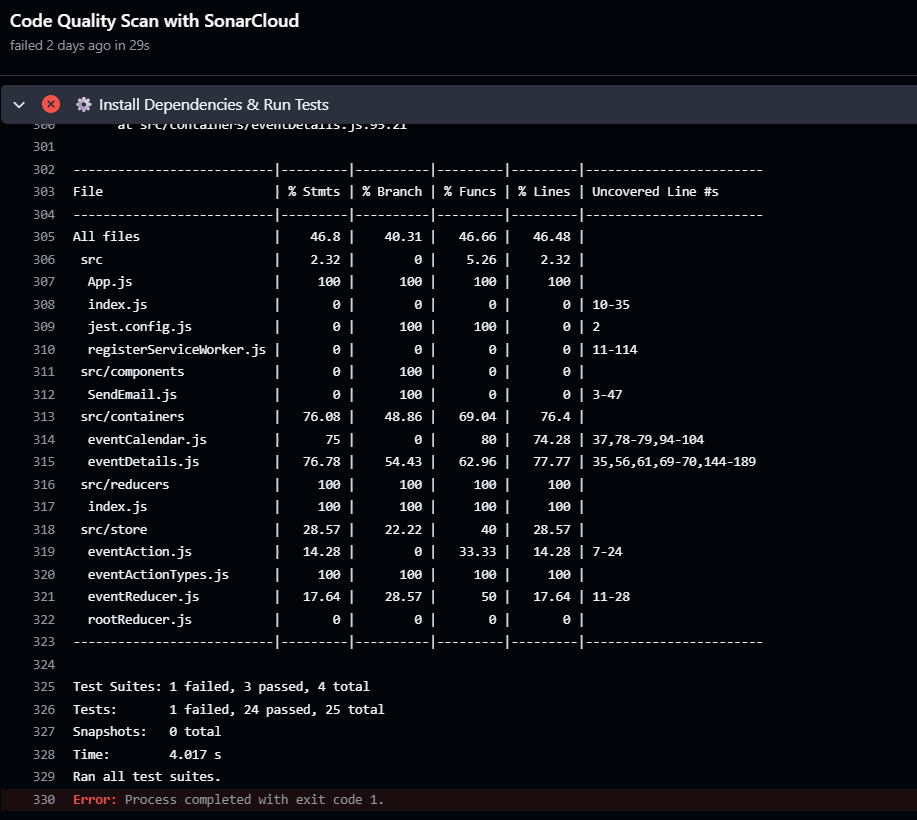 Code Quality Scan with SonarCloud
failed 2 days ago in 29s
Install Dependencies & Run Tests
300 at src/containers/eventDetails.js:95:21
301
302 ---------------------------|---------|----------|---------|---------|------------------------
303 File | % Stmts | % Branch | % Funcs | % Lines | Uncovered Line #s
304 ---------------------------|---------|----------|---------|---------|------------------------
305 All files | 46.8 | 40.31 | 46.66 | 46.48 |
306 src | 2.32 | 0 | 5.26 | 2.32 |
307 App.js | 100 | 100 | 100 | 100 |
308 index.js | 0 | 0 | 0 | 0 | 10-35
309 jest.config.js | 0 | 100 | 100 | 0 | 2
310 registerServiceWorker.js | 0 | 0 | 0 | 0 | 11-114
311 src/components | 0 | 100 | 0 | 0 |
312 SendEmail.js | 0 | 100 | 0 | 0 | 3-47
313 src/containers | 76.08 | 48.86 | 69.04 | 76.4 |
314 eventCalendar.js | 75 | 0 | 80 | 74.28 | 37,78-79,94-104
315 eventDetails.js | 76.78 | 54.43 | 62.96 | 77.77 | 35,56,61,69-70,144-189
316 src/reducers | 100 | 100 | 100 | 100 |
317 index.js | 100 | 100 | 100 | 100 |
318 src/store | 28.57 | 22.22 | 40 | 28.57 |
319 eventAction.js | 14.28 | 0 | 33.33 | 14.28 | 7-24
320 eventActionTypes.js | 100 | 100 | 100 | 100 |
321 eventReducer.js | 17.64 | 28.57 | 50 | 17.64 | 11-28
322 rootReducer.js | 0 | 0 | 0 | 0 |
323 ---------------------------|---------|----------|---------|---------|------------------------
324
325 Test Suites: 1 failed, 3 passed, 4 total
326 Tests: 1 failed, 24 passed, 25 total
327 Snapshots: 0 total
328 Time: 4.017 s
329 Ran all test suites.
330 Error: Process completed with exit code 1.